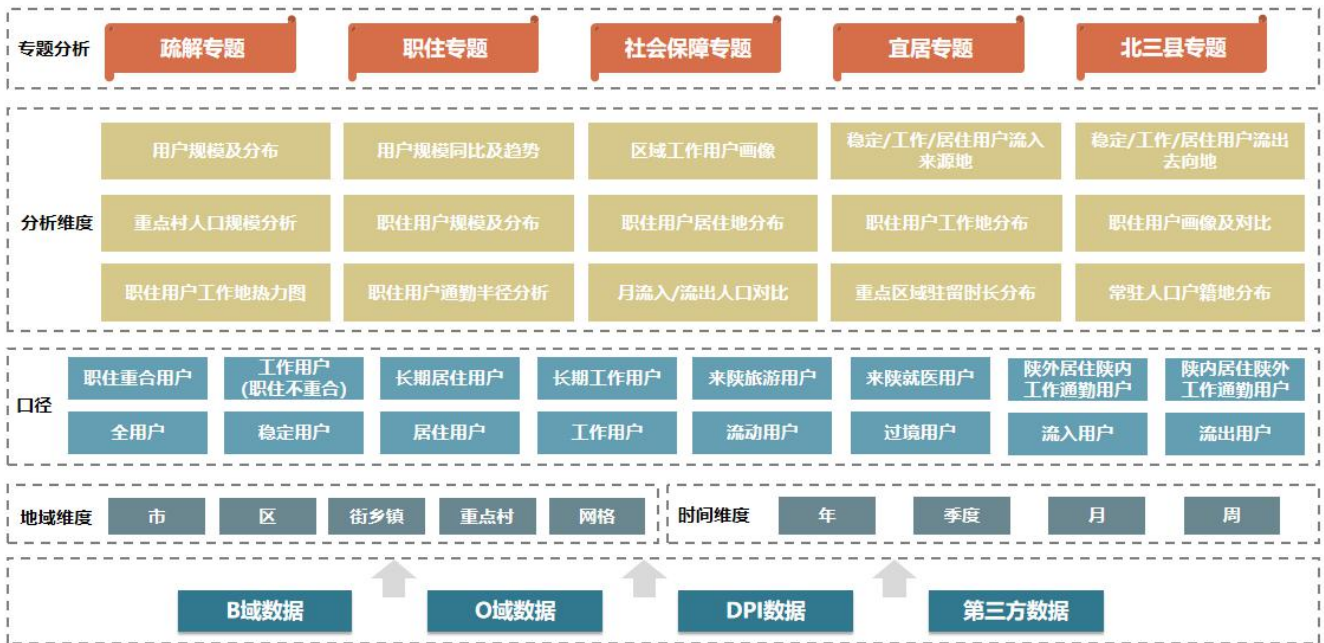 专题分析
疏解专题
职住专题
社会保障专题
宜居专题
北三县专题
分析维度
用户规模及分布
用户规模同比及趋势
区域工作用户画像
稳定/工作/居住用户流入
来源地
稳定/工作/居住用户流出
去向地
重点村人口规模分析
职住用户规模及分布
职住用户居住地分布
职住用户工作地分布
职住用户画像及对比
职住用户工作地热力图
职住用户通勤半径分析
月流入/流出人口对比
重点区域驻留时长分布
常驻人口户籍地分布
口径
职住重合用户
工作用户
(职住不重合)
长期居住用户
长期工作用户
来陕旅游用户
来陕就医用户
陕外居住陕内
工作通勤用户
陕内居住陕外
工作通勤用户
全用户
稳定用户
居住用户
工作用户
流动用户
过境用户
流入用户
流出用户
地域维度
市
区
街乡镇
重点村
网格
时间维度
年
季度
月
周
B域数据
O域数据
DPI数据
第三方数据